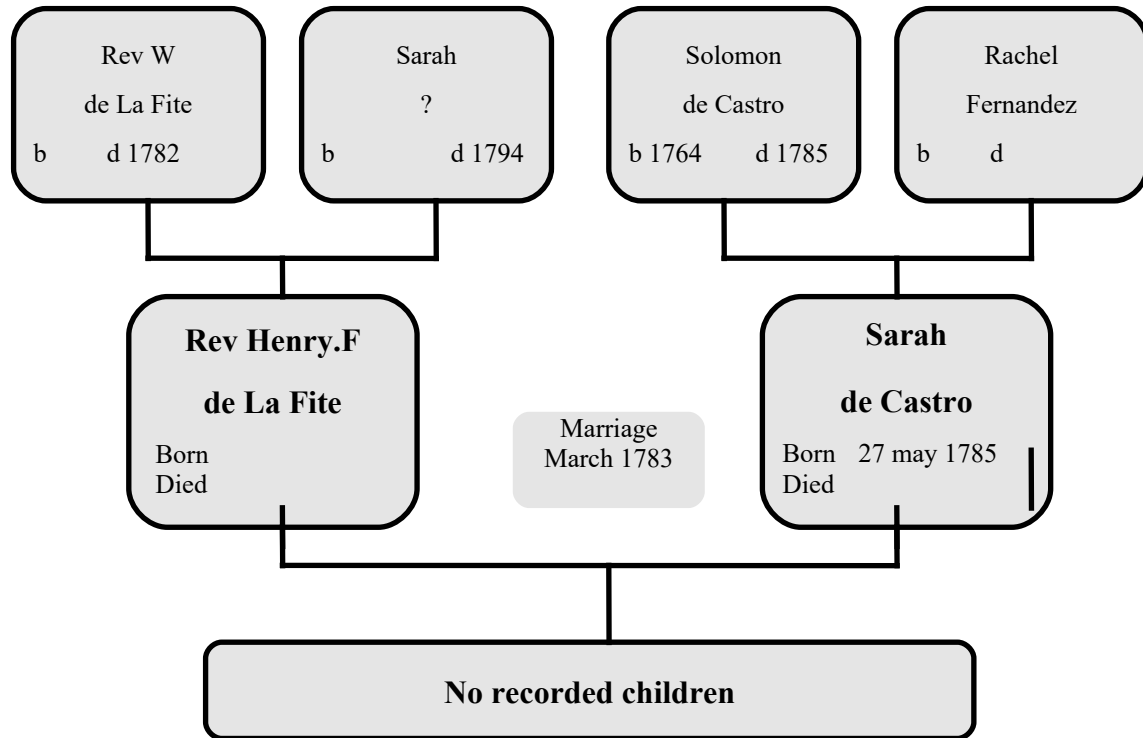 Rev W
de La Fite
b d 1782
Sarah
?
b d 1794
Solomon
de Castro
b 1764 d 1785
Rachel
Fernandez
b d
Rev Henry.F
de La Fite
Born
Died
Marriage
March 1783
Sarah
de Castro
Born 27 may 1785
Died
No recorded children